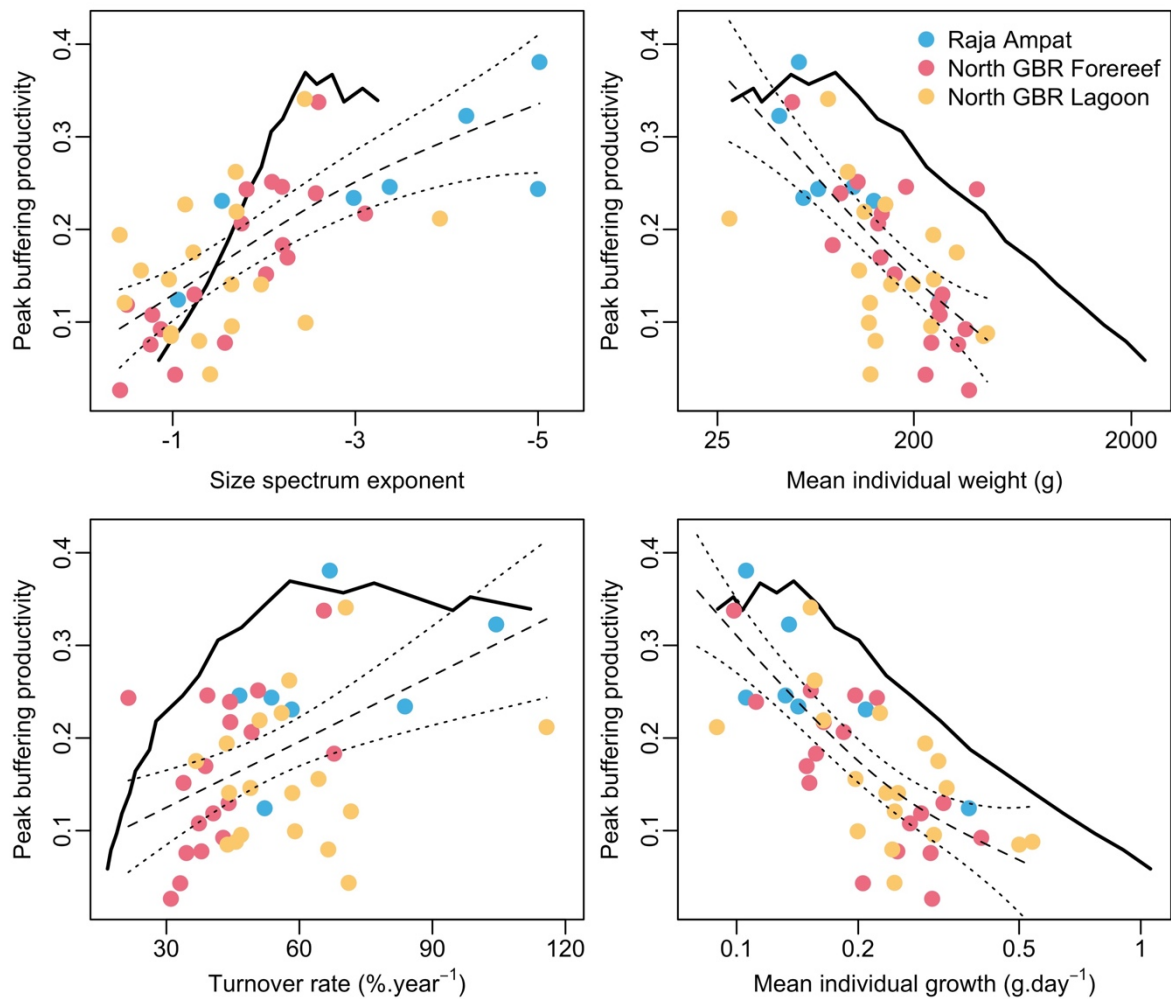 Peak buffering productivity
0.4
0.3
0.2
0.1
-1
-3
-5
Size spectrum exponent
Peak buffering productivity
0.4
0.3
0.2
0.1
25
200
2000
Mean individual weight (g)
Raja Ampat
North GBR Forereef
North GBR Lagoon
Peak buffering productivity
0.4
0.3
0.2
0.1
30
60
90
120
Turnover rate (%.year⁻¹)
Peak buffering productivity
0.4
0.3
0.2
0.1
0.1
0.2
0.5
1
Mean individual growth (g.day⁻¹)